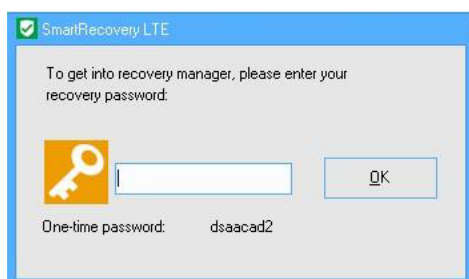 SmartRecovery LTE
To get into recovery manager, please enter your
recovery password:
OK
One-time password: dsaacad2